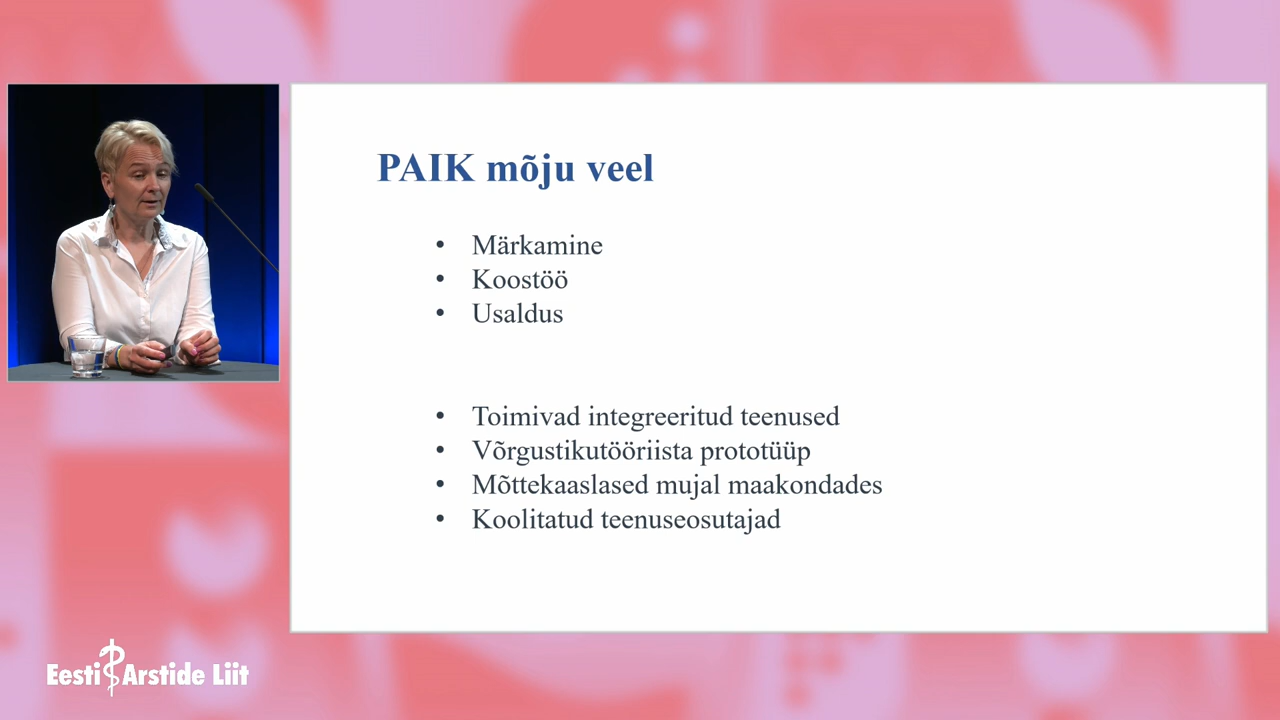 PAIK mõju veel
• Märkamine
• Koostöö
• Usaldus
• Toimivad integreeritud teenused
• Võrgustikutööriista prototüüp
• Mõttekaaslased mujal maakondades
• Koolitatud teenuseosutajad
Eesti Arstide Liit